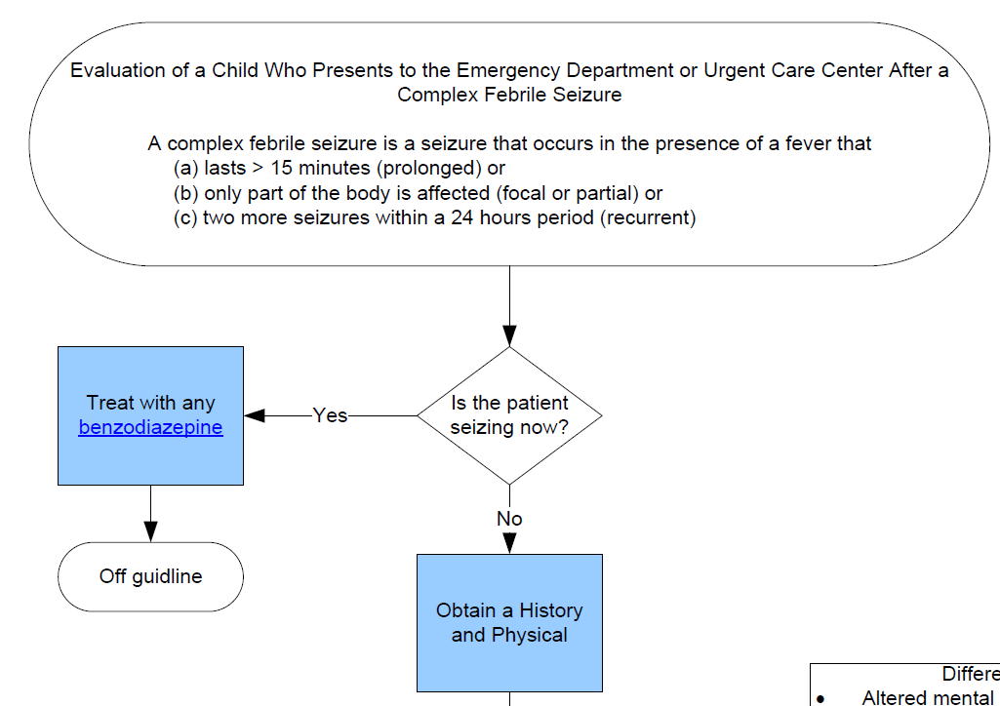 Evaluation of a Child Who Presents to the Emergency Department or Urgent Care Center After a
Complex Febrile Seizure
A complex febrile seizure is a seizure that occurs in the presence of a fever that
(a) lasts > 15 minutes (prolonged) or
(b) only part of the body is affected (focal or partial) or
(c) two more seizures within a 24 hours period (recurrent)
Is the patient
seizing now?
Yes
Treat with any
benzodiazepine
Off guidline
No
Obtain a History
and Physical
Differe
• Altered mental